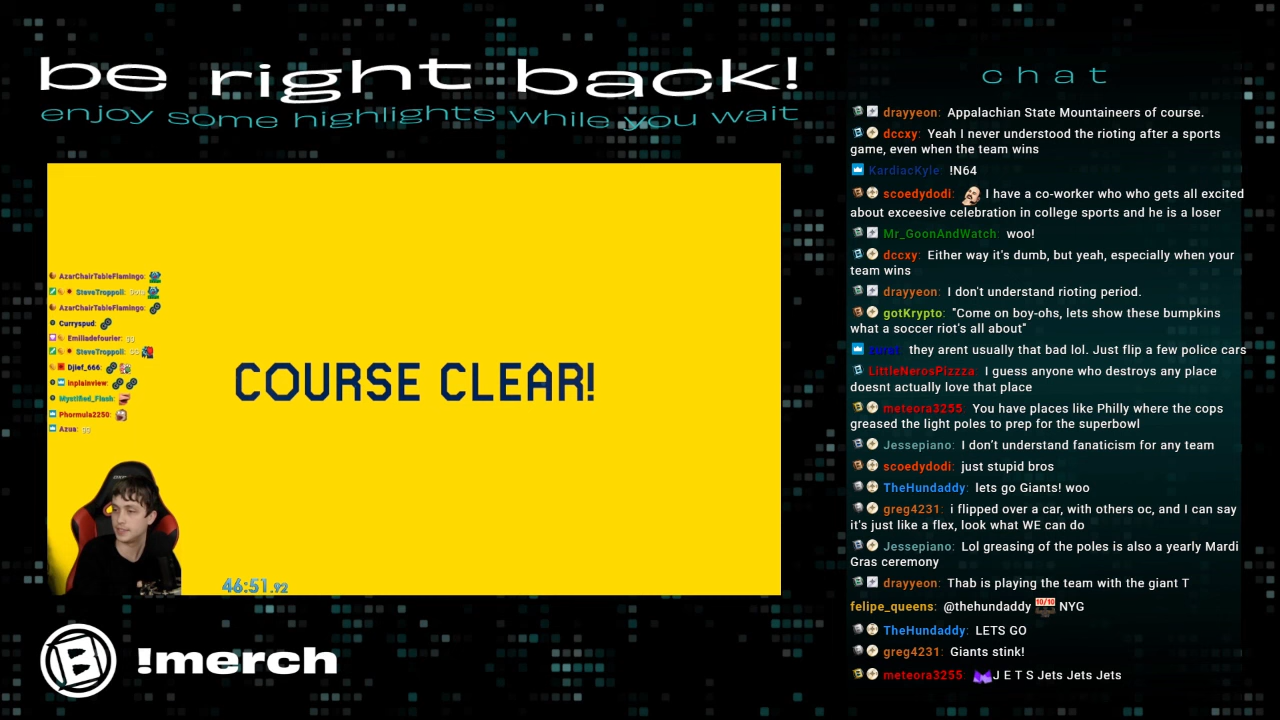 be right back!
enjoy some highlights while you wait
AzarChairTableFlamingo:
SteveTroppoli:
AzarChairTableFlamingo:
Curryspud:
Emiliadefourier: gg
SteveTroppoli: GG
Djief_666:
inplainview:
Mystified_Flash:
Phormula2250:
Azua: gg
COURSE CLEAR!
46:51.92
B !merch
chat
drayyeon: Appalachian State Mountaineers of course.
dccxy: Yeah I never understood the rioting after a sports
game, even when the team wins
KardiacKyle: !N64
scoedydodi: I have a co-worker who who gets all excited
about exceesive celebration in college sports and he is a loser
Mr_GoonAndWatch: woo!
dccxy: Either way it's dumb, but yeah, especially when your
team wins
drayyeon: I don't understand rioting period.
gotKrypto: "Come on boy-ohs, lets show these bumpkins
what a soccer riot's all about"
they arent usually that bad lol. Just flip a few police cars
LittleNerosPizzza: I guess anyone who destroys any place
doesnt actually love that place
meteora3255 You have places like Philly where the cops
greased the light poles to prep for the superbowl
Jessepiano: I don't understand fanaticism for any team
scoedydodi: just stupid bros
TheHundaddy: lets go Giants! woo
greg4231: i flipped over a car, with others oc, and I can say
it's just like a flex, look what WE can do
Jessepiano: Lol greasing of the poles is also a yearly Mardi
Gras ceremony
drayyeon: Thab is playing the team with the giant T
felipe_queens: @thehundaddy 10/10 NYG
TheHundaddy: LETS GO
greg4231: Giants stink!
meteora3255 J E T S Jets Jets Jets